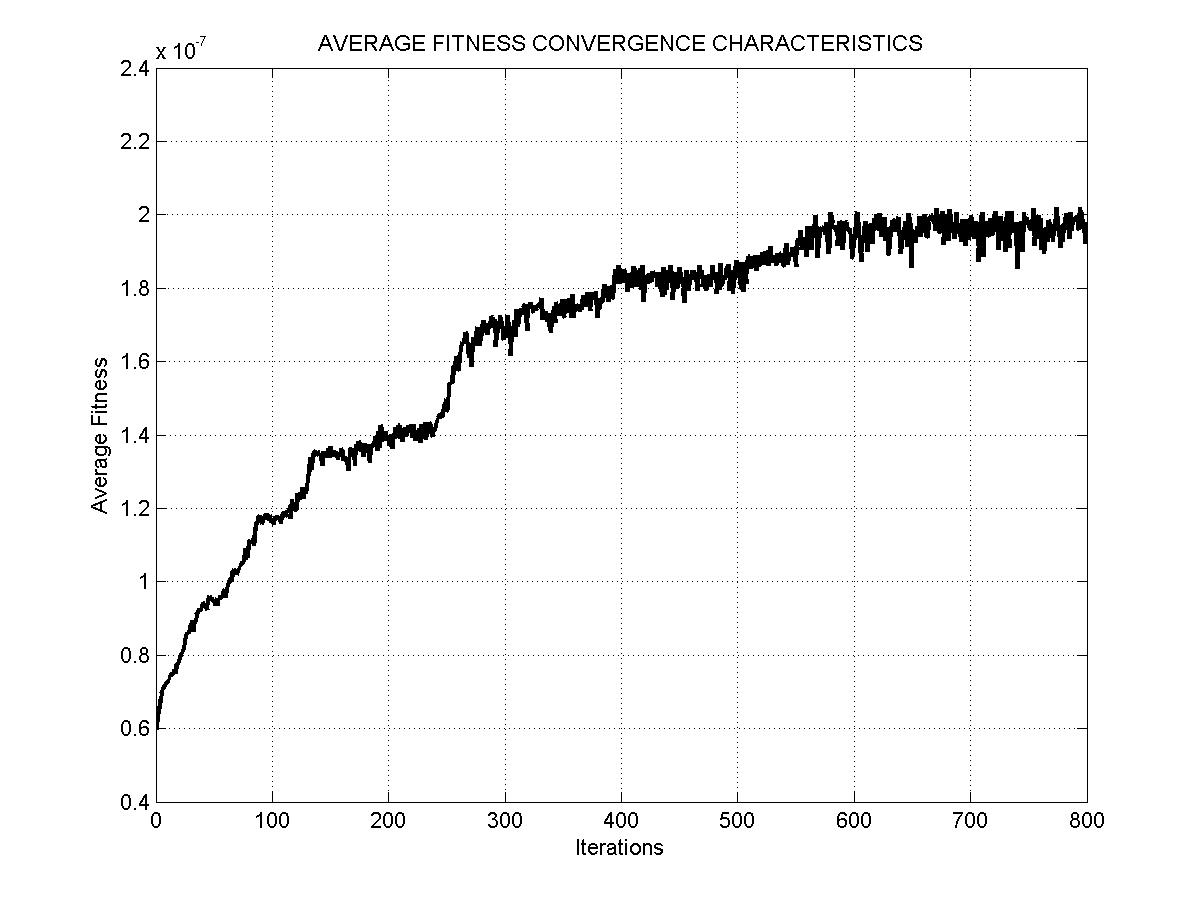 AVERAGE FITNESS CONVERGENCE CHARACTERISTICS
x 10-7
2.4
2.2
2
1.8
1.6
1.4
1.2
1
0.8
0.6
0.4
Average Fitness
0 100 200 300 400 500 600 700 800
Iterations